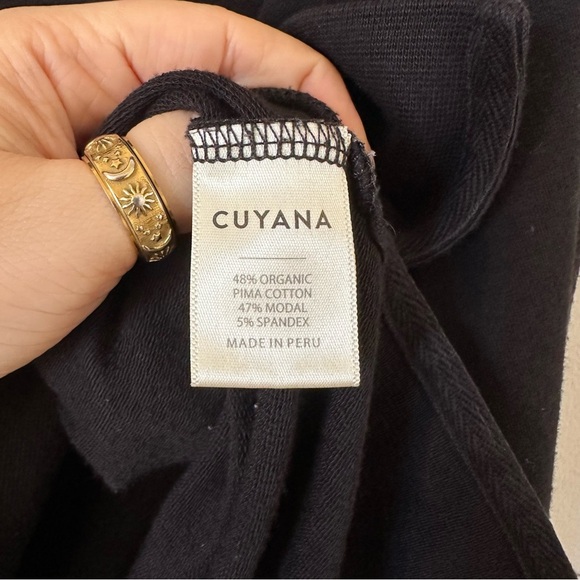 CUYANA
48% ORGANIC
PIMA COTTON
47% MODAL
5% SPANDEX
MADE IN PERU